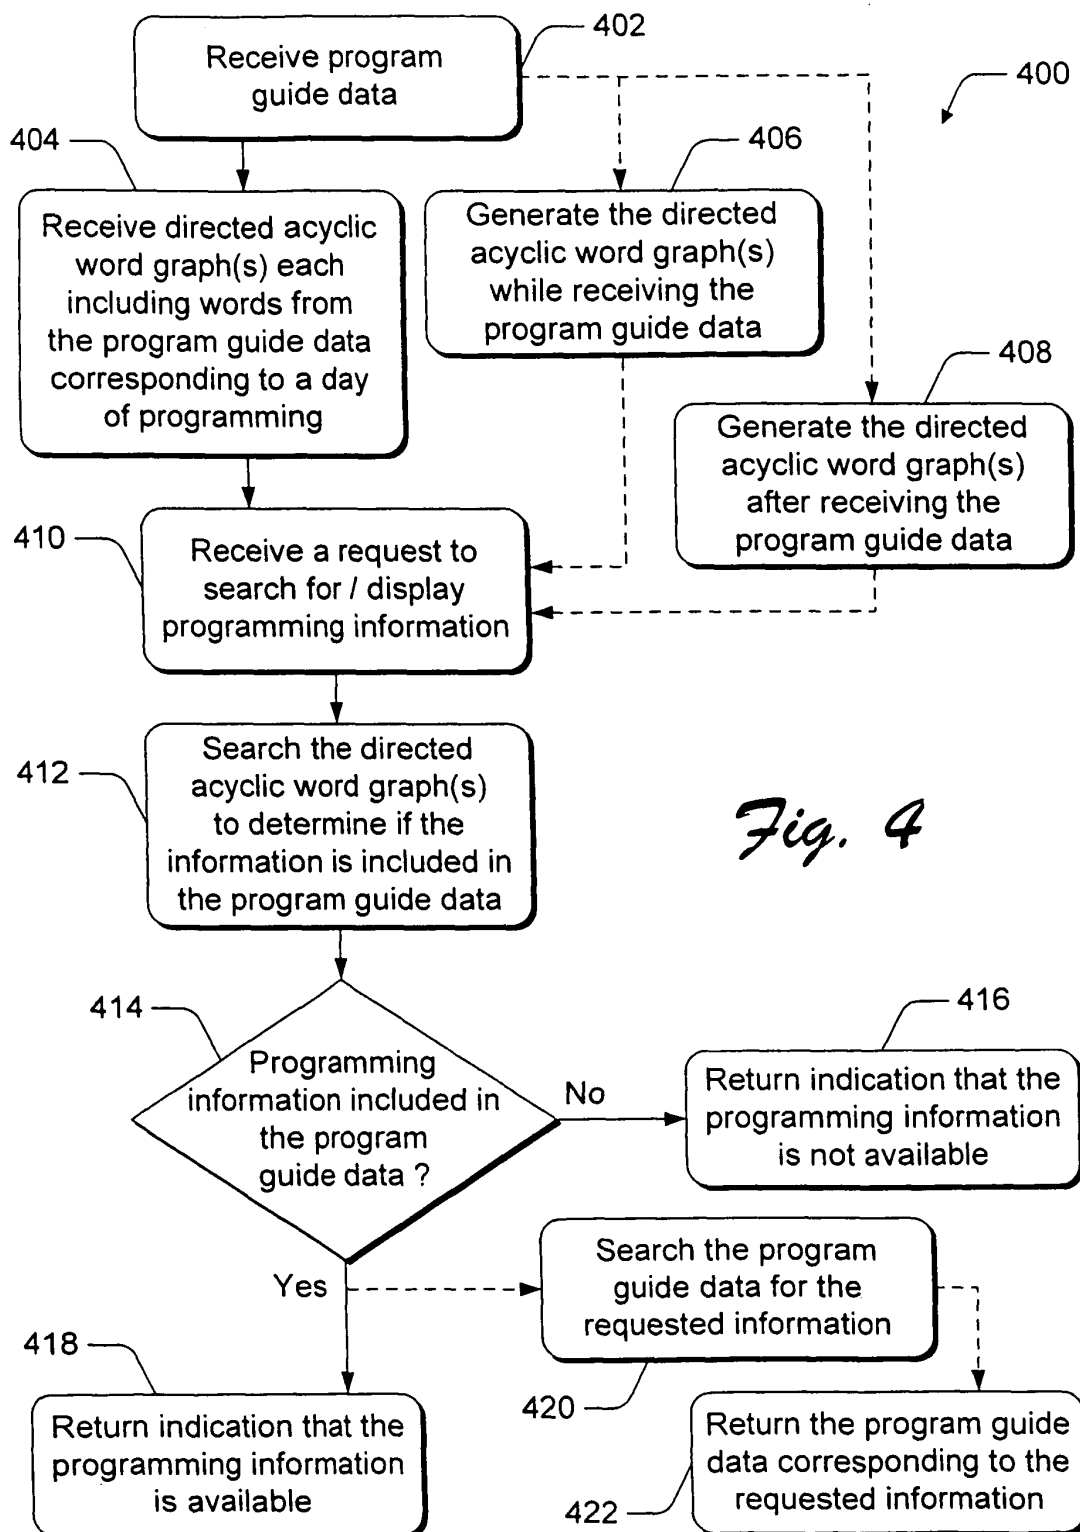 402
Receive program
guide data
400
404
406
Receive directed acyclic
word graph(s) each
including words from
the program guide data
corresponding to a day
of programming
Generate the directed
acyclic word graph(s)
while receiving the
program guide data
408
Generate the directed
acyclic word graph(s)
after receiving the
program guide data
410
Receive a request to
search for / display
programming information
412
Search the directed
acyclic word graph(s)
to determine if the
information is included in
the program guide data
Fig. 4
414
Programming
information included in
the program
guide data ?
No
416
Return indication that the
programming information
is not available
Yes
Search the program
guide data for the
requested information
420
418
Return indication that the
programming information
is available
Return the program guide
data corresponding to the
requested information
422